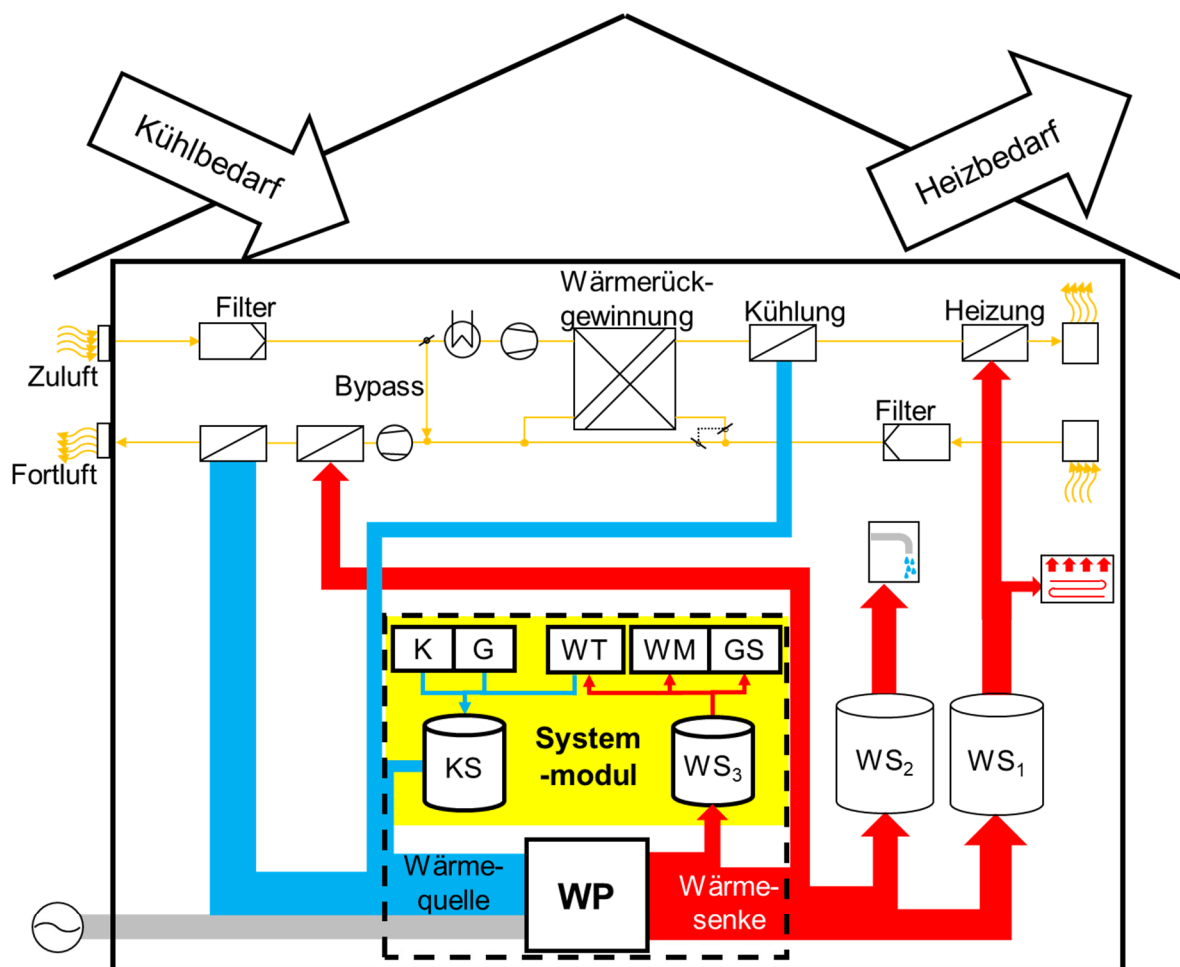 Kühlbedarf
Heizbedarf
Filter
Wärmerück-
gewinnung
Kühlung
Heizung
Zuluft
Bypass
Filter
Fortluft
K
G
WT
WM
GS
System
-modul
KS
WS3
WS2
WS1
Wärme-
quelle
WP
Wärme-
senke